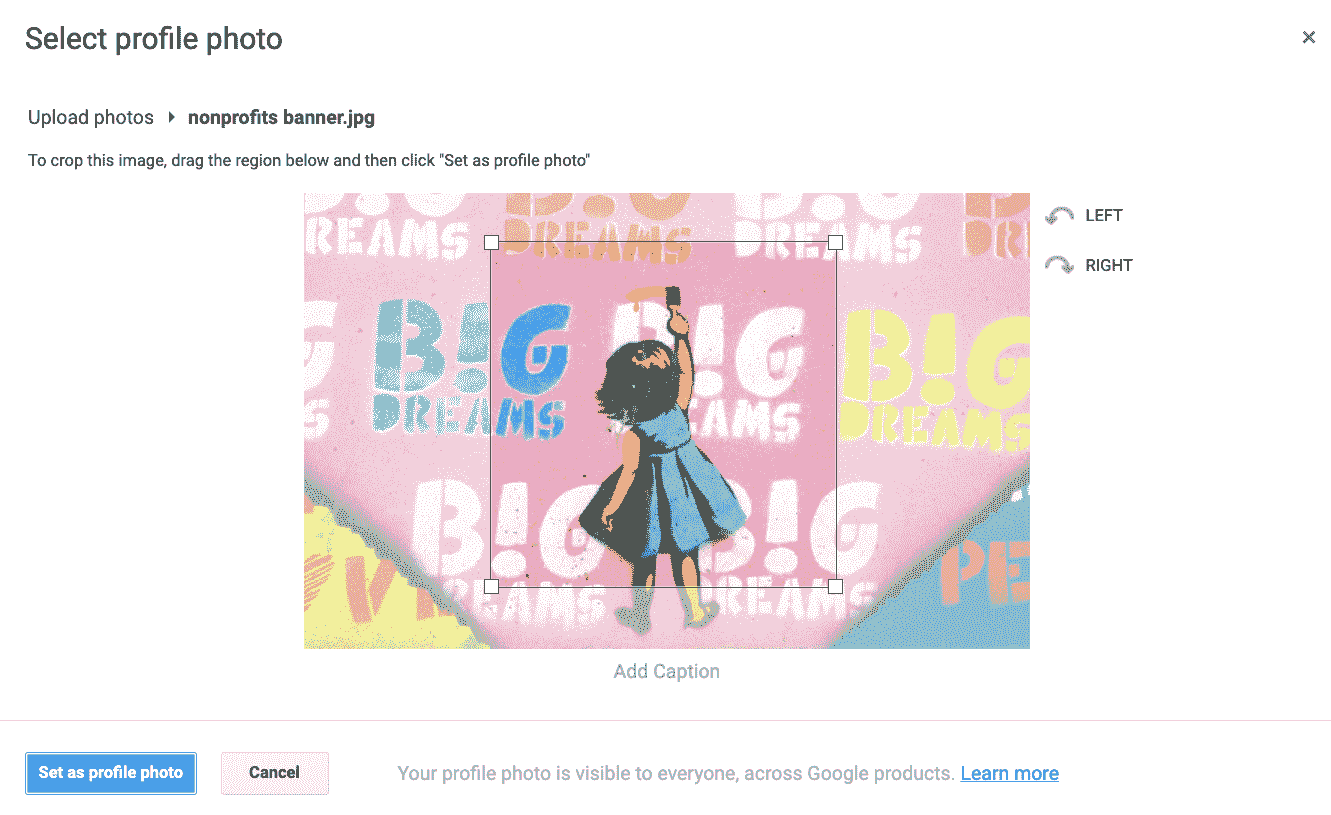 Select profile photo
×
Upload photos ▸ nonprofits banner.jpg
To crop this image, drag the region below and then click "Set as profile photo"
B!G B!G B!G B!G
DREAMS DREAMS DREAMS
LEFT
RIGHT
B!G B!G B!G
DREAMS DREAMS DREAMS
B!G B!G
DREAMS DREAMS
Add Caption
Set as profile photo
Cancel
Your profile photo is visible to everyone, across Google products. Learn more